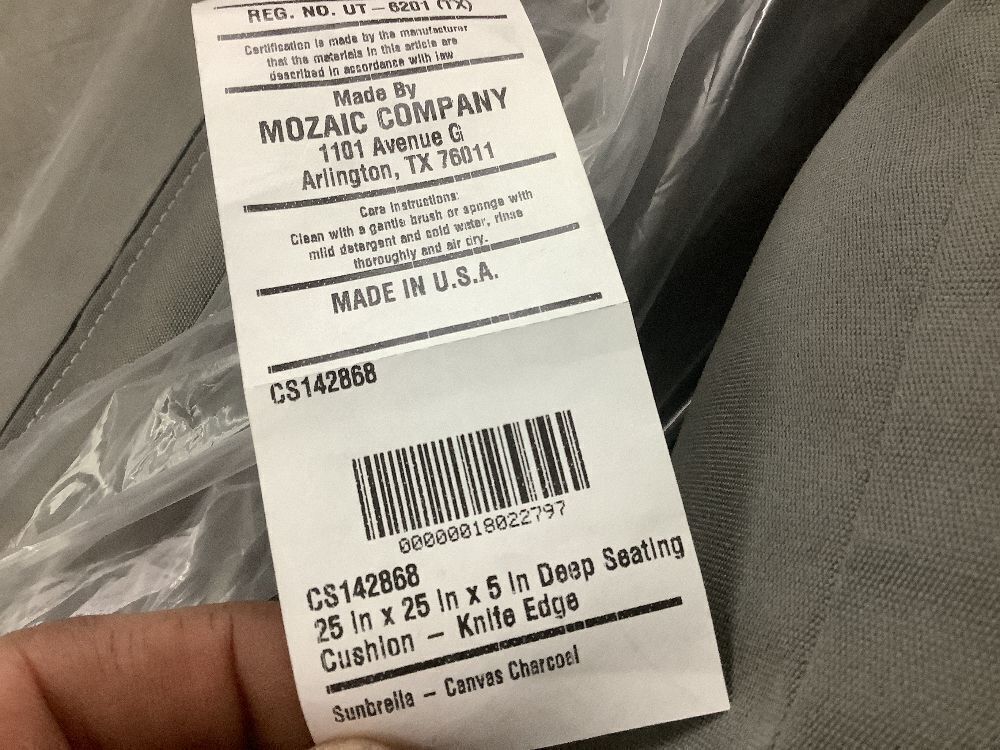 REG. NO. UT – 6201 (TX)
Certification is made by the manufacturer
that the materials in this article are
described in accordance with law
Made By
MOZAIC COMPANY
1101 Avenue G
Arlington, TX 76011
Care Instructions:
Clean with a gentle brush or sponge with
mild detergent and cold water, rinse
thoroughly and air dry.
MADE IN U.S.A.
CS142868
00000018022797
CS142868
25 in x 25 in x 5 in Deep Seating
Cushion – Knife Edge
Sunbrella – Canvas Charcoal